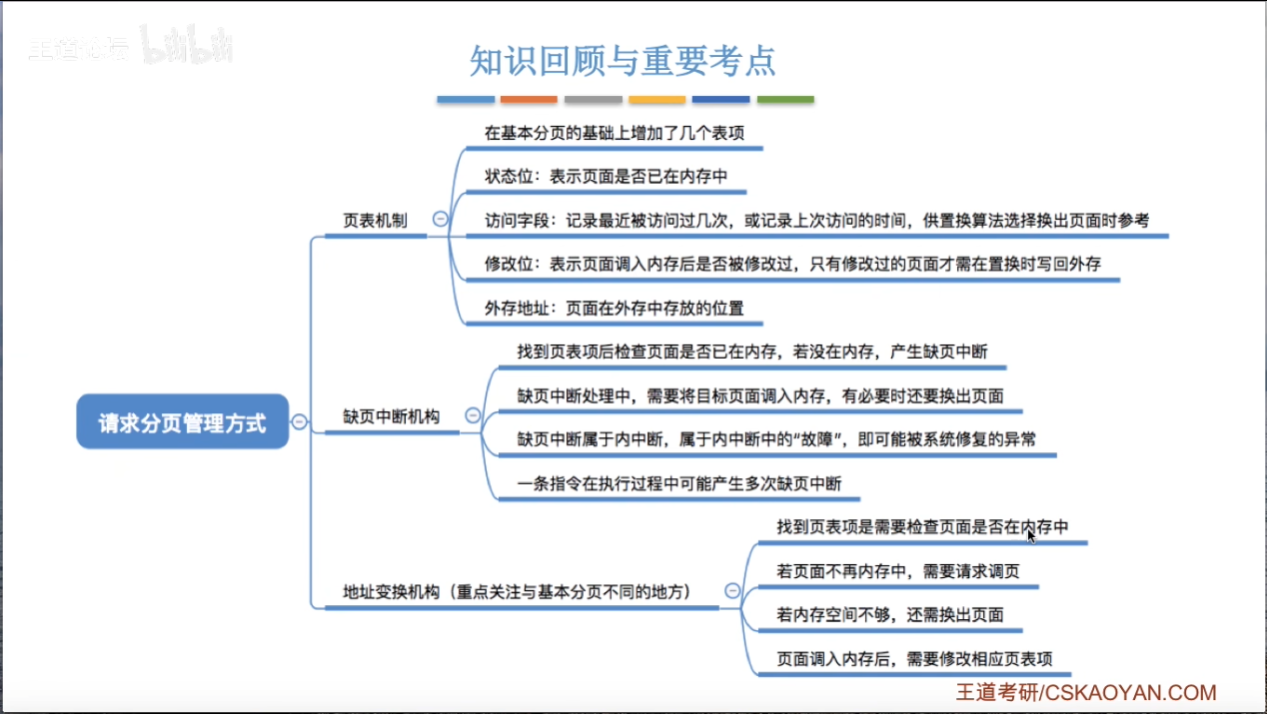 王道论坛 bilibili
知识回顾与重要考点
在基本分页的基础上增加了几个表项
状态位：表示页面是否已在内存中
页表机制
访问字段：记录最近被访问过几次，或记录上次访问的时间，供置换算法选择换出页面时参考
修改位：表示页面调入内存后是否被修改过，只有修改过的页面才需在置换时写回外存
外存地址：页面在外存中存放的位置
请求分页管理方式
找到页表项后检查页面是否已在内存，若没在内存，产生缺页中断
缺页中断处理中，需要将目标页面调入内存，有必要时还要换出页面
缺页中断机构
缺页中断属于内中断，属于内中断中的“故障”，即可能被系统修复的异常
一条指令在执行过程中可能产生多次缺页中断
找到页表项是需要检查页面是否在内存中
若页面不再内存中，需要请求调页
地址变换机构（重点关注与基本分页不同的地方）
若内存空间不够，还需换出页面
页面调入内存后，需要修改相应页表项
王道考研/CSKAOYAN.COM